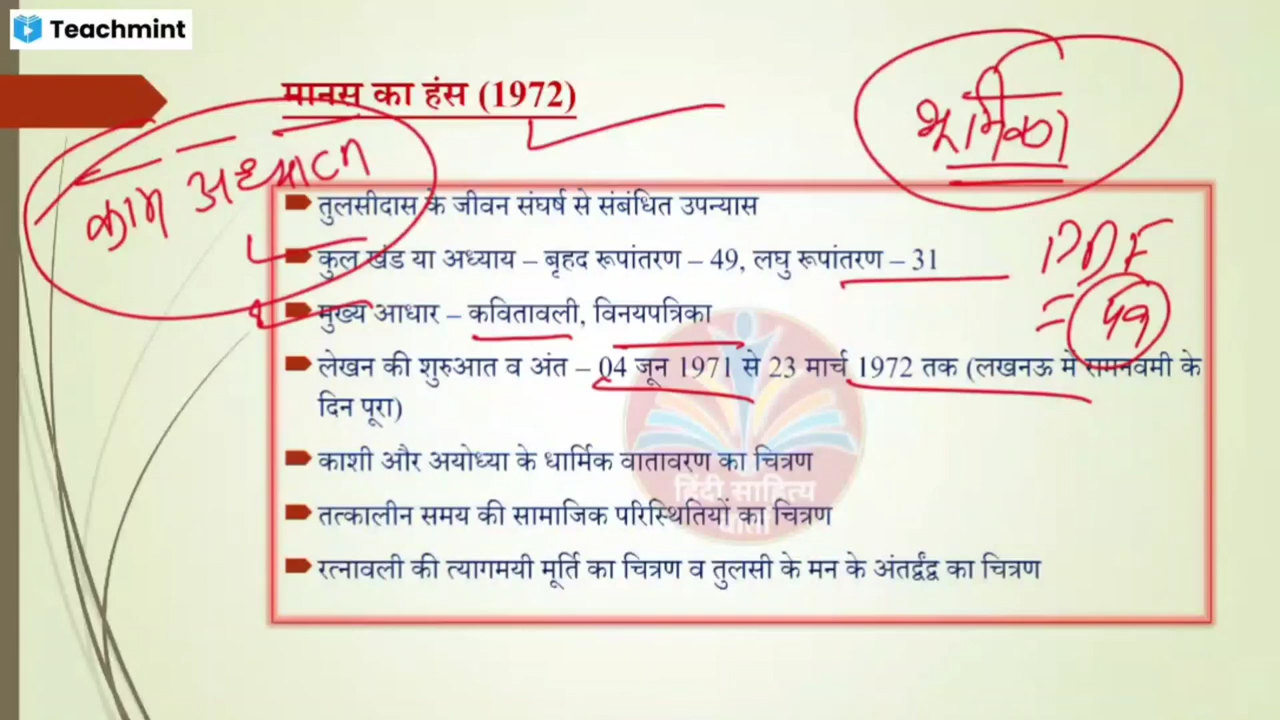 Teachmint
मानस का हंस (1972)
भूमिका
काम अध्यात्म
तुलसीदास के जीवन संघर्ष से संबंधित उपन्यास
कुल खंड या अध्याय – बृहद रूपांतरण – 49, लघु रूपांतरण – 31
PDF
= 49
मुख्य आधार – कवितावली, विनयपत्रिका
लेखन की शुरुआत व अंत – 04 जून 1971 से 23 मार्च 1972 तक (लखनऊ में रामनवमी के
दिन पूरा)
काशी और अयोध्या के धार्मिक वातावरण का चित्रण
हिंदी साहित्य
तत्कालीन समय की सामाजिक परिस्थितियों का चित्रण
वार्ता
रत्नावली की त्यागमयी मूर्ति का चित्रण व तुलसी के मन के अंतर्द्वंद्व का चित्रण